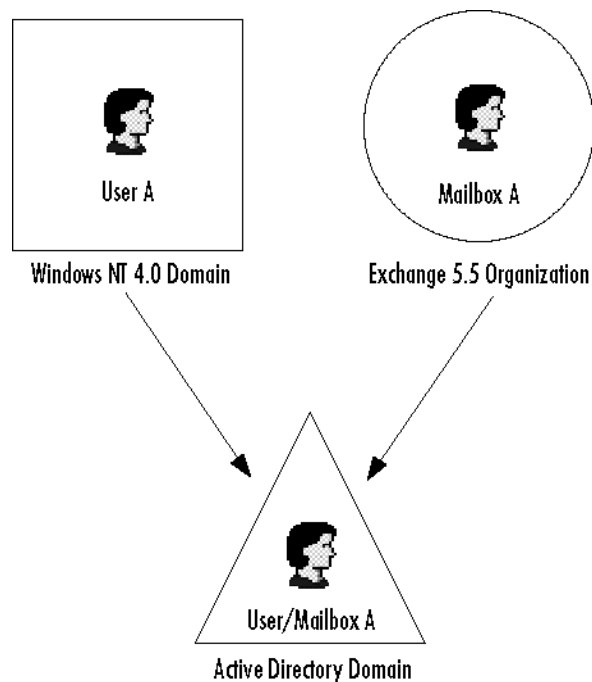 User A
Mailbox A
Windows NT 4.0 Domain
Exchange 5.5 Organization
User/Mailbox A
Active Directory Domain